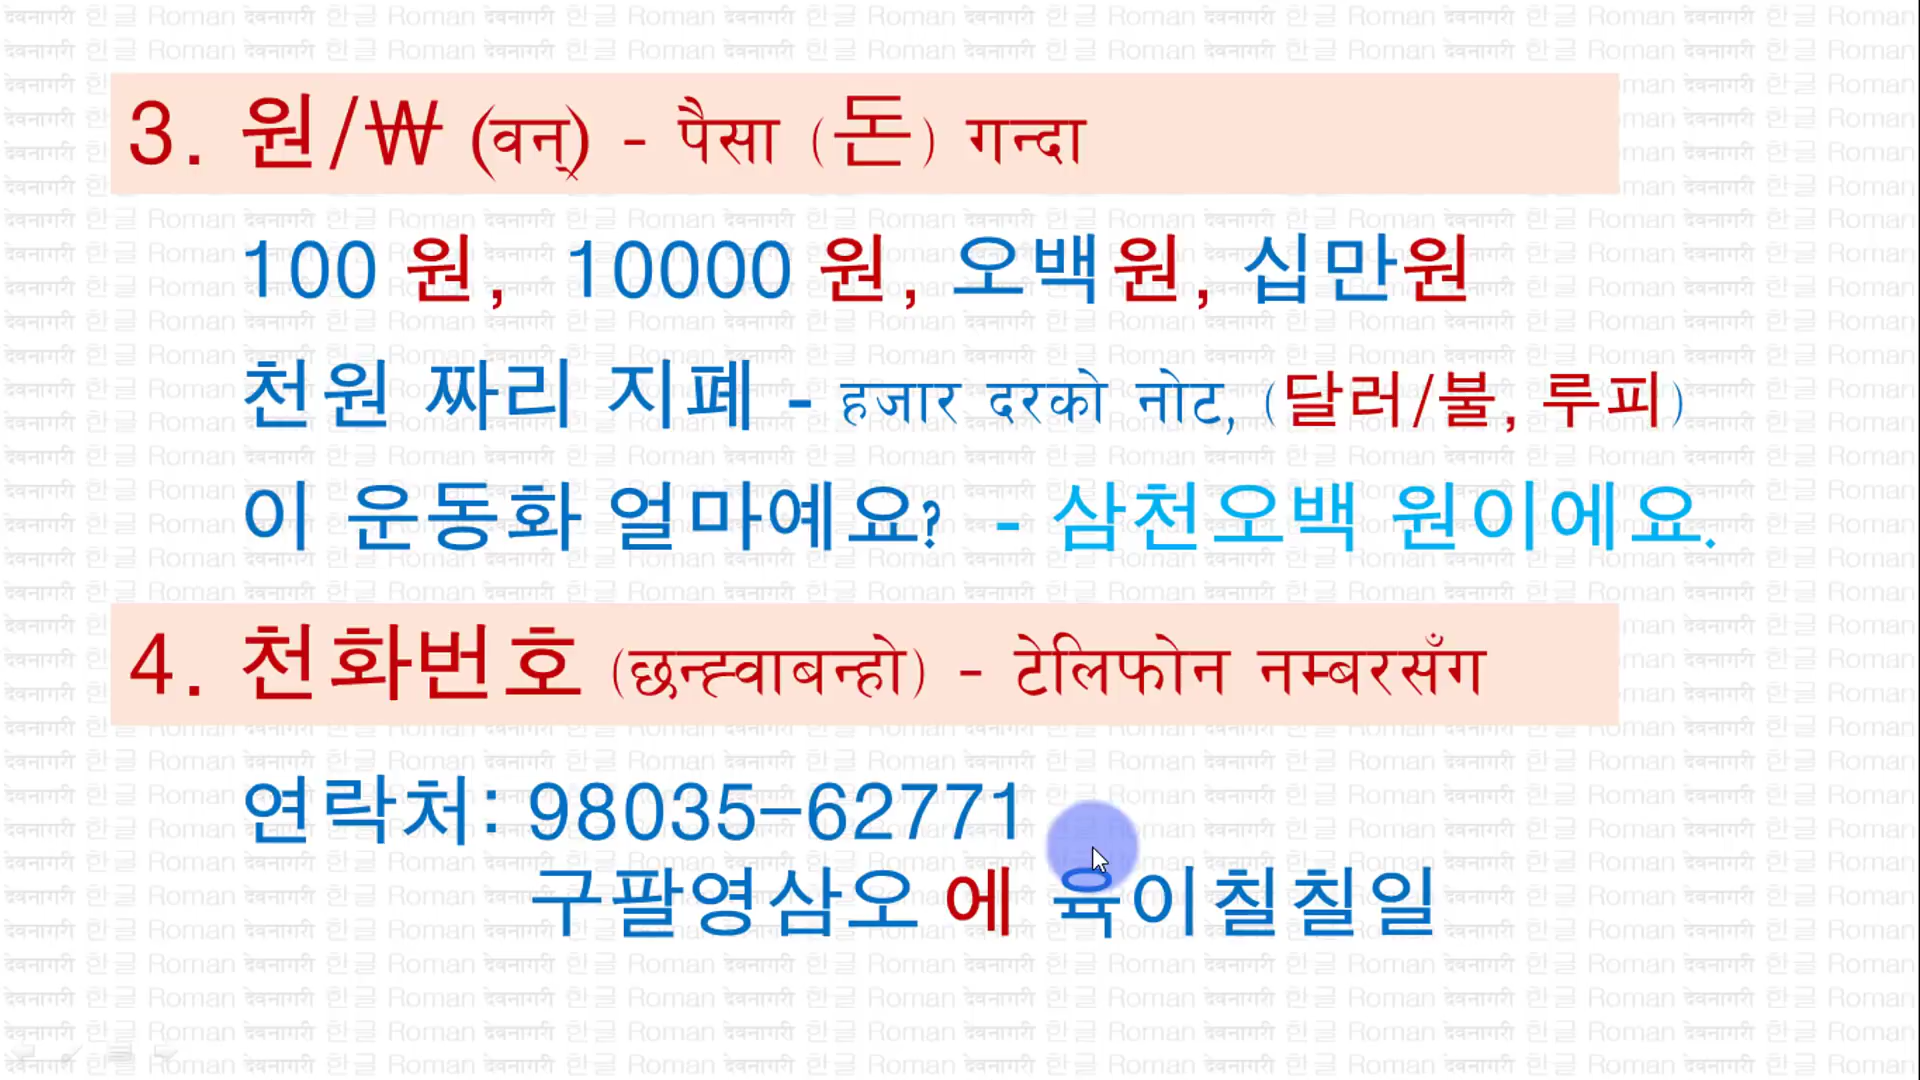 3. 원/₩ (वन्) - पैसा (돈) गन्दा
100 원, 10000 원, 오백원, 십만원
천원 짜리 지폐 - हजार दरको नोट, (달러/불, 루피)
이 운동화 얼마예요? - 삼천오백 원이에요.
4. 천화번호 (छन्ह्वाबन्हो) - टेलिफोन नम्बरसँग
연락처: 98035-62771
구팔영삼오 에 육이칠칠일